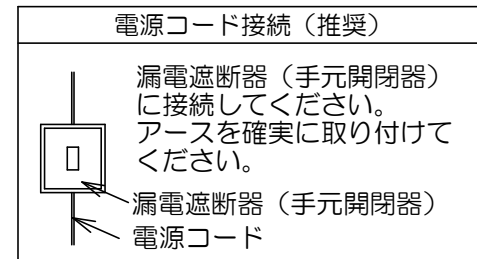 電源コード接続（推奨）
漏電遮断器（手元開閉器）
に接続してください。
アースを確実に取り付けて
ください。
漏電遮断器（手元開閉器）
電源コード